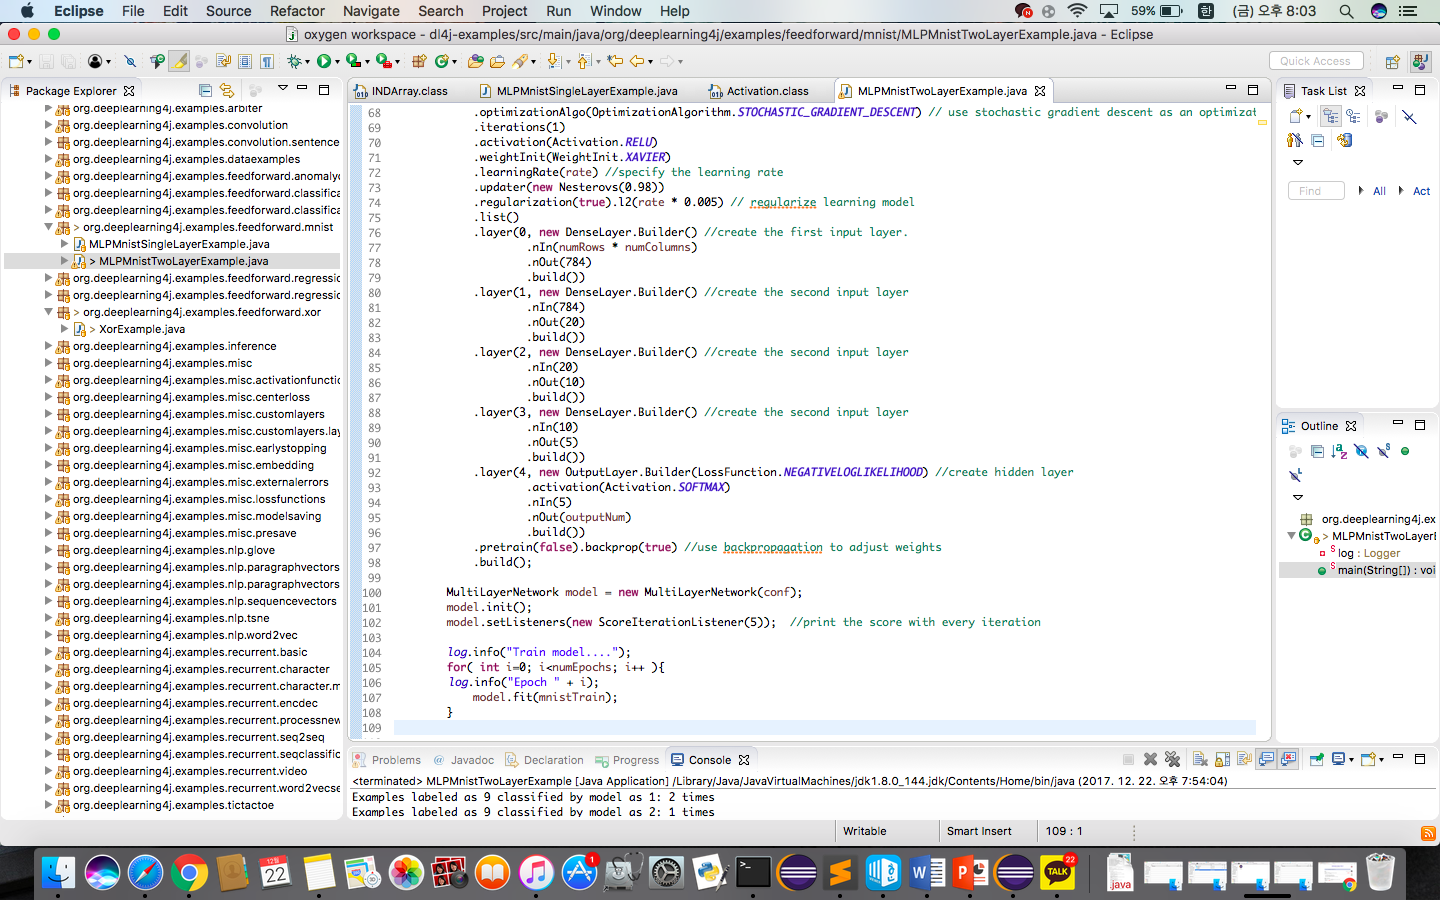 Eclipse File Edit Source Refactor Navigate Search Project Run Window Help 59% 한 (금) 오후 8:03
oxygen workspace - dl4j-examples/src/main/java/org/deeplearning4j/examples/feedforward/mnist/MLPMnistTwoLayerExample.java - Eclipse
Quick Access
Package Explorer
org.deeplearning4j.examples.arbiter
org.deeplearning4j.examples.convolution
org.deeplearning4j.examples.convolution.sentence
org.deeplearning4j.examples.dataexamples
org.deeplearning4j.examples.feedforward.anomaly
org.deeplearning4j.examples.feedforward.classifica
org.deeplearning4j.examples.feedforward.classifica
> org.deeplearning4j.examples.feedforward.mnist
MLPMnistSingleLayerExample.java
> MLPMnistTwoLayerExample.java
org.deeplearning4j.examples.feedforward.regressic
org.deeplearning4j.examples.feedforward.regressic
> org.deeplearning4j.examples.feedforward.xor
> XorExample.java
org.deeplearning4j.examples.inference
org.deeplearning4j.examples.misc
org.deeplearning4j.examples.misc.activationfunctic
org.deeplearning4j.examples.misc.centerloss
org.deeplearning4j.examples.misc.customlayers
org.deeplearning4j.examples.misc.customlayers.lay
org.deeplearning4j.examples.misc.earlystopping
org.deeplearning4j.examples.misc.embedding
org.deeplearning4j.examples.misc.externalerrors
org.deeplearning4j.examples.misc.lossfunctions
org.deeplearning4j.examples.misc.modelsaving
org.deeplearning4j.examples.misc.presave
org.deeplearning4j.examples.nlp.glove
org.deeplearning4j.examples.nlp.paragraphvectors
org.deeplearning4j.examples.nlp.paragraphvectors
org.deeplearning4j.examples.nlp.sequencevectors
org.deeplearning4j.examples.nlp.tsne
org.deeplearning4j.examples.nlp.word2vec
org.deeplearning4j.examples.recurrent.basic
org.deeplearning4j.examples.recurrent.character
org.deeplearning4j.examples.recurrent.character.m
org.deeplearning4j.examples.recurrent.encdec
org.deeplearning4j.examples.recurrent.processnew
org.deeplearning4j.examples.recurrent.seq2seq
org.deeplearning4j.examples.recurrent.seqclassific
org.deeplearning4j.examples.recurrent.video
org.deeplearning4j.examples.recurrent.word2vecse
org.deeplearning4j.examples.tictactoe
INDArray.class MLPMnistSingleLayerExample.java Activation.class MLPMnistTwoLayerExample.java
68 .optimizationAlgo(OptimizationAlgorithm.STOCHASTIC_GRADIENT_DESCENT) // use stochastic gradient descent as an optimizat
69 .iterations(1)
70 .activation(Activation.RELU)
71 .weightInit(WeightInit.XAVIER)
72 .learningRate(rate) //specify the learning rate
73 .updater(new Nesterovs(0.98))
74 .regularization(true).l2(rate * 0.005) // regularize learning model
75 .list()
76 .layer(0, new DenseLayer.Builder() //create the first input layer.
77 .nIn(numRows * numColumns)
78 .nOut(784)
79 .build())
80 .layer(1, new DenseLayer.Builder() //create the second input layer
81 .nIn(784)
82 .nOut(20)
83 .build())
84 .layer(2, new DenseLayer.Builder() //create the second input layer
85 .nIn(20)
86 .nOut(10)
87 .build())
88 .layer(3, new DenseLayer.Builder() //create the second input layer
89 .nIn(10)
90 .nOut(5)
91 .build())
92 .layer(4, new OutputLayer.Builder(LossFunction.NEGATIVELOGLIKELIHOOD) //create hidden layer
93 .activation(Activation.SOFTMAX)
94 .nIn(5)
95 .nOut(outputNum)
96 .build())
97 .pretrain(false).backprop(true) //use backpropagation to adjust weights
98 .build();
99
100 MultiLayerNetwork model = new MultiLayerNetwork(conf);
101 model.init();
102 model.setListeners(new ScoreIterationListener(5)); //print the score with every iteration
103
104 log.info("Train model....");
105 for( int i=0; i<numEpochs; i++ ){
106 log.info("Epoch " + i);
107 model.fit(mnistTrain);
108 }
109
Problems @ Javadoc Declaration Progress Console
<terminated> MLPMnistTwoLayerExample [Java Application] /Library/Java/JavaVirtualMachines/jdk1.8.0_144.jdk/Contents/Home/bin/java (2017. 12. 22. 오후 7:54:04)
Examples labeled as 9 classified by model as 1: 2 times
Examples labeled as 9 classified by model as 2: 1 times
Writable Smart Insert 109 : 1
Task List
Find All Act
Outline
org.deeplearning4j.ex
> MLPMnistTwoLayerE
log : Logger
main(String[]) : voi
12월
22
1
TALK
22
.java